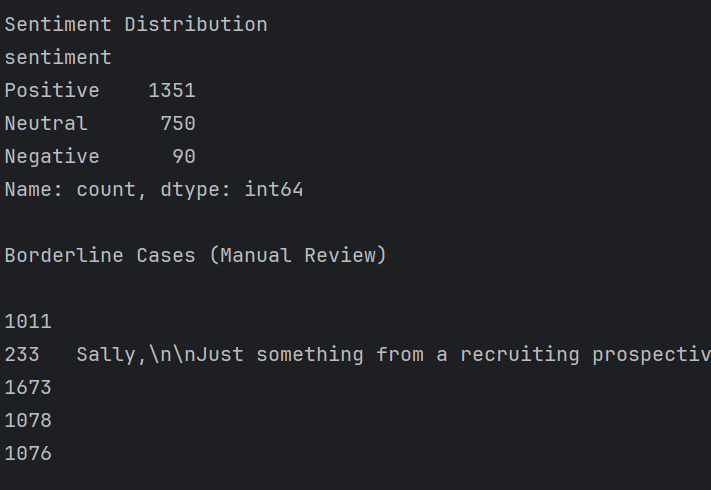 Sentiment Distribution
sentiment
Positive    1351
Neutral      750
Negative      90
Name: count, dtype: int64
Borderline Cases (Manual Review)
1011
233   Sally,\n\nJust something from a recruiting prospectiv
1673
1078
1076